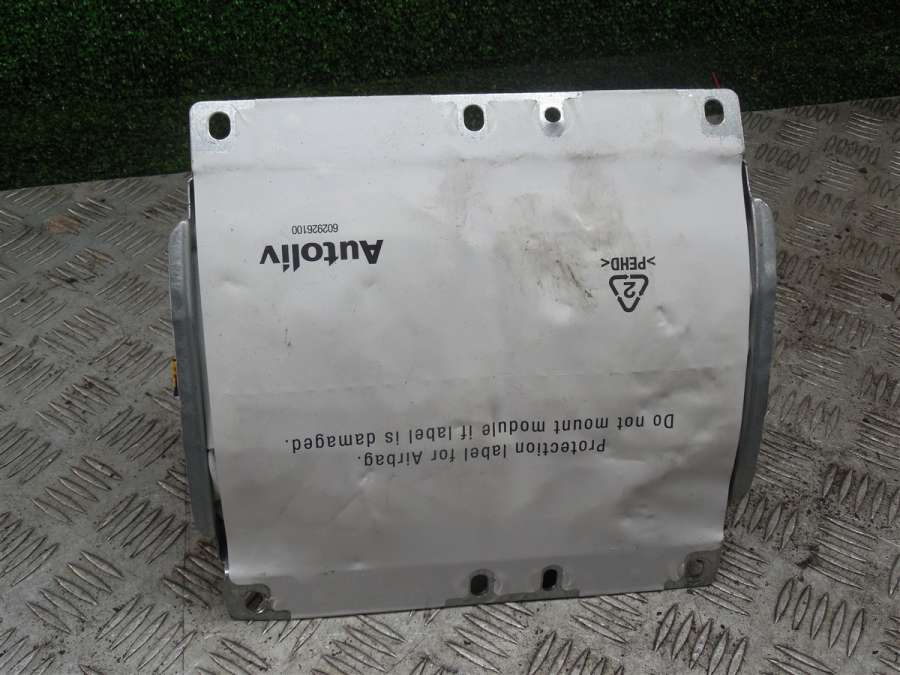 Protection label for Airbag.
Do not mount module if label is damaged.
2
>PEHD<
Autoliv
602926100